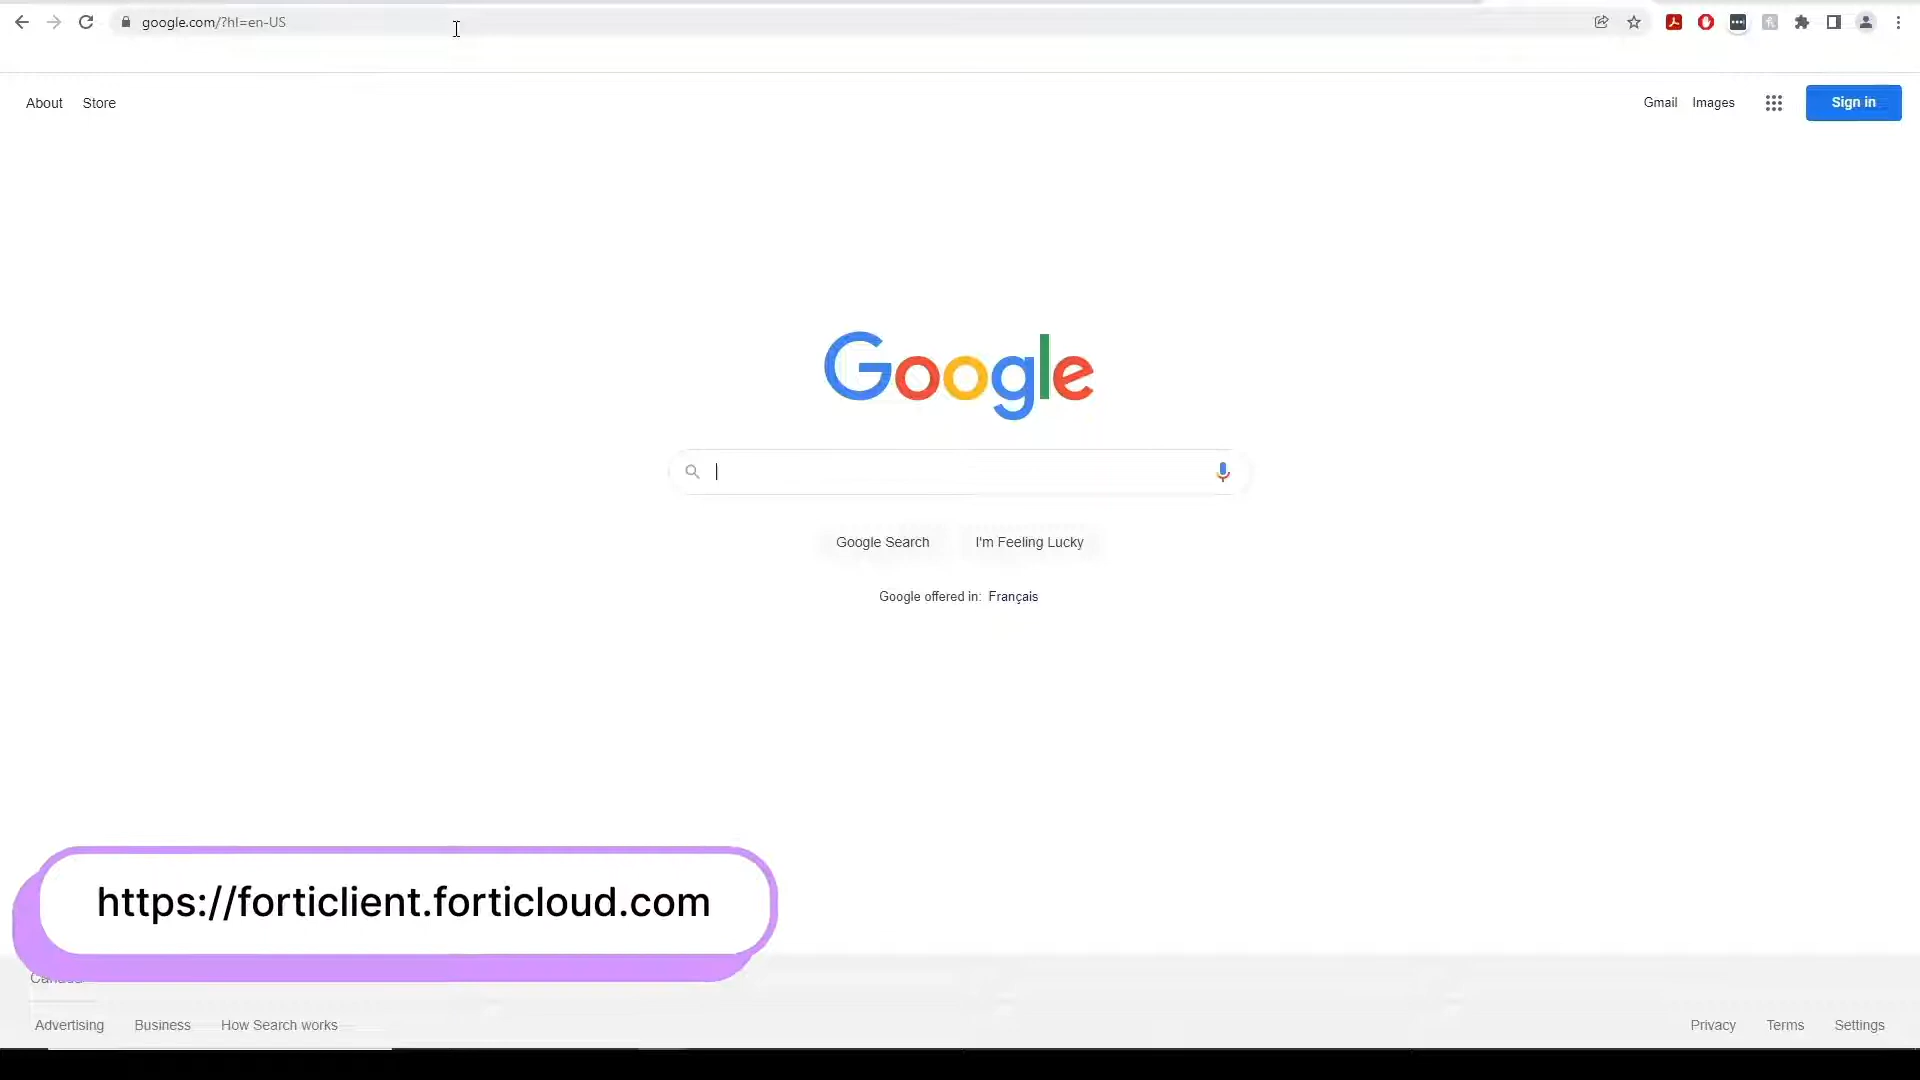 google.com/?hl=en-US
About Store
Gmail Images Sign in
Google
Google Search I'm Feeling Lucky
Google offered in: Français
https://forticlient.forticloud.com
Canada
Advertising Business How Search works
Privacy Terms Settings